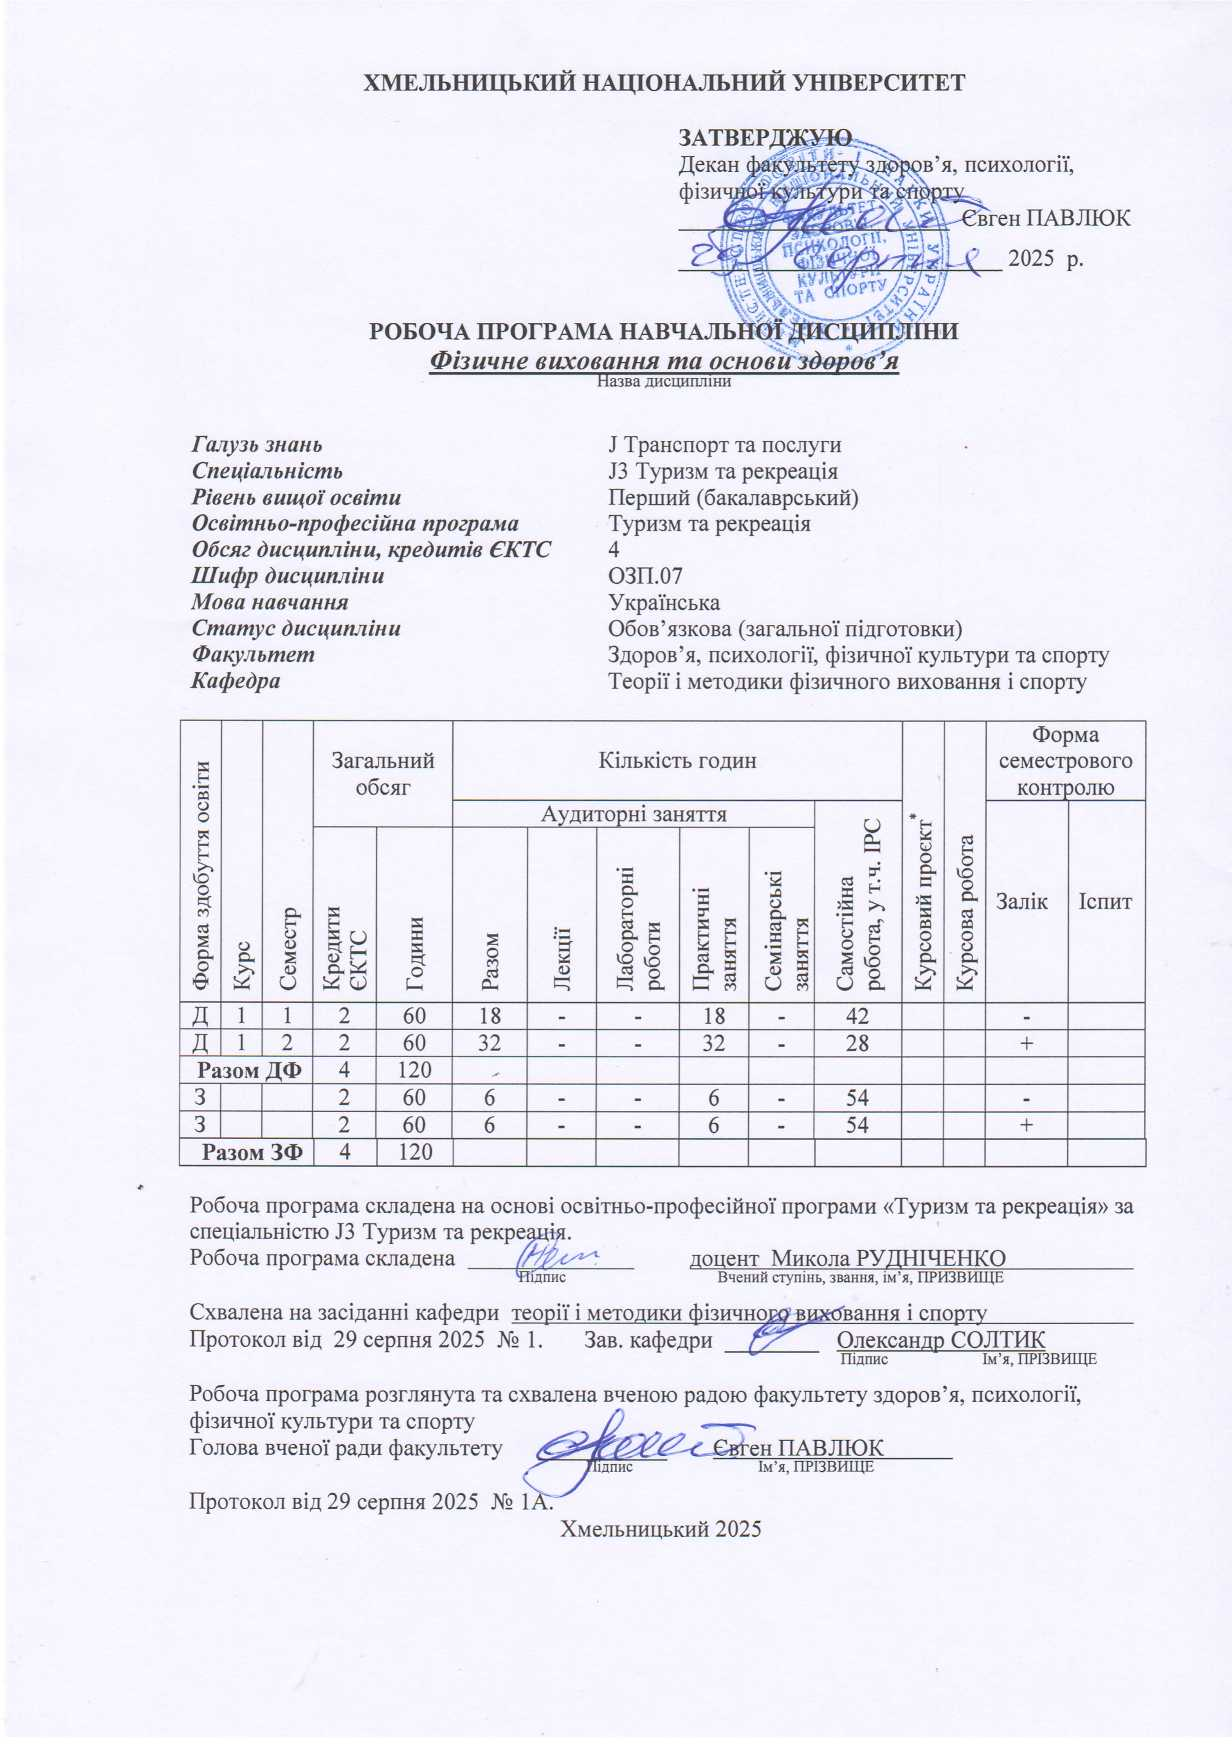 ХМЕЛЬНИЦЬКИЙ НАЦІОНАЛЬНИЙ УНІВЕРСИТЕТ
ЗАТВЕРДЖУЮ
Декан факультету здоров’я, психології,
фізичної культури та спорту
Євген ПАВЛЮК
2025 р.
ФАКУЛЬТЕТ
ЗДОРОВ'Я,
ПСИХОЛОГІЇ,
ФІЗИЧНОЇ
КУЛЬТУРИ
ТА СПОРТУ
РОБОЧА ПРОГРАМА НАВЧАЛЬНОЇ ДИСЦИПЛІНИ
Фізичне виховання та основи здоров’я
Назва дисципліни
Галузь знань J Транспорт та послуги
Спеціальність J3 Туризм та рекреація
Рівень вищої освіти Перший (бакалаврський)
Освітньо-професійна програма Туризм та рекреація
Обсяг дисципліни, кредитів ЄКТС 4
Шифр дисципліни ОЗП.07
Мова навчання Українська
Статус дисципліни Обов’язкова (загальної підготовки)
Факультет Здоров’я, психології, фізичної культури та спорту
Кафедра Теорії і методики фізичного виховання і спорту
Форма здобуття освіти
Курс
Семестр
Загальний обсяг
Кількість годин
Курсовий проєкт*
Курсова робота
Форма семестрового контролю
Аудиторні заняття
Кредити ЄКТС
Години
Разом
Лекції
Лабораторні роботи
Практичні заняття
Семінарські заняття
Самостійна робота, у т.ч. ІРС
Залік
Іспит
Д 1 1 2 60 18 - - 18 - 42 -
Д 1 2 2 60 32 - - 32 - 28 +
Разом ДФ 4 120
З 2 60 6 - - 6 - 54 -
З 2 60 6 - - 6 - 54 +
Разом ЗФ 4 120
Робоча програма складена на основі освітньо-професійної програми «Туризм та рекреація» за
спеціальністю J3 Туризм та рекреація.
Робоча програма складена доцент Микола РУДНІЧЕНКО
Підпис Вчений ступінь, звання, ім’я, ПРИЗВИЩЕ
Схвалена на засіданні кафедри теорії і методики фізичного виховання і спорту
Протокол від 29 серпня 2025 № 1. Зав. кафедри Олександр СОЛТИК
Підпис Ім’я, ПРІЗВИЩЕ
Робоча програма розглянута та схвалена вченою радою факультету здоров’я, психології,
фізичної культури та спорту
Голова вченої ради факультету Євген ПАВЛЮК
Підпис Ім’я, ПРІЗВИЩЕ
Протокол від 29 серпня 2025 № 1А.
Хмельницький 2025